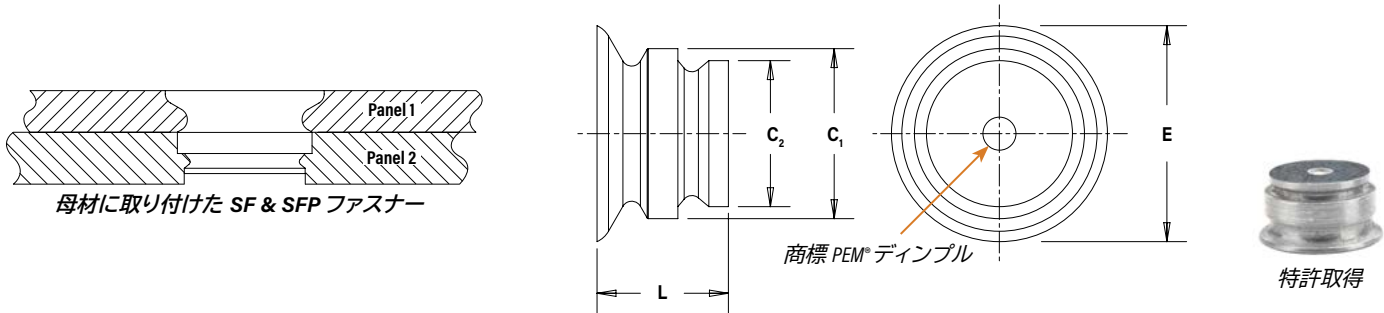 Panel 1
Panel 2
母材に取り付けた SF & SFP ファスナー
C₂
C₁
E
L
商標 PEM® ディンプル
特許取得